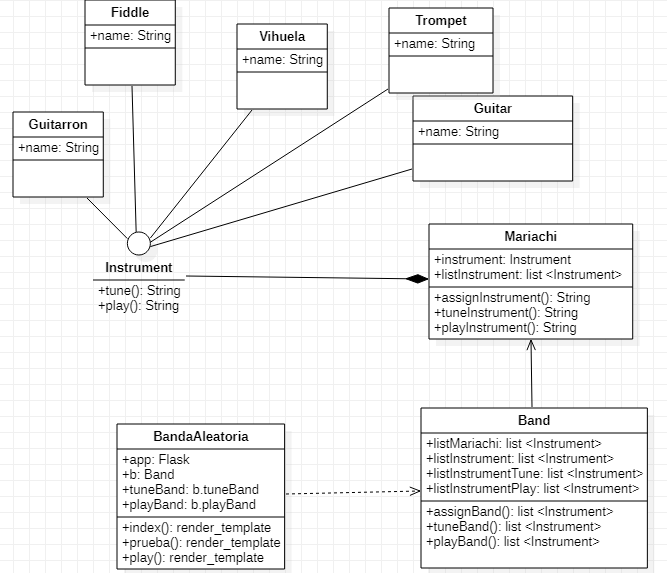 Fiddle
+name: String
Vihuela
+name: String
Trompet
+name: String
Guitarron
+name: String
Guitar
+name: String
Instrument
+tune(): String
+play(): String
Mariachi
+instrument: Instrument
+listInstrument: list <Instrument>
+assignInstrument(): String
+tuneInstrument(): String
+playInstrument(): String
BandaAleatoria
+app: Flask
+b: Band
+tuneBand: b.tuneBand
+playBand: b.playBand
+index(): render_template
+prueba(): render_template
+play(): render_template
Band
+listMariachi: list <Instrument>
+listInstrument: list <Instrument>
+listInstrumentTune: list <Instrument>
+listInstrumentPlay: list <Instrument>
+assignBand(): list <Instrument>
+tuneBand(): list <Instrument>
+playBand(): list <Instrument>